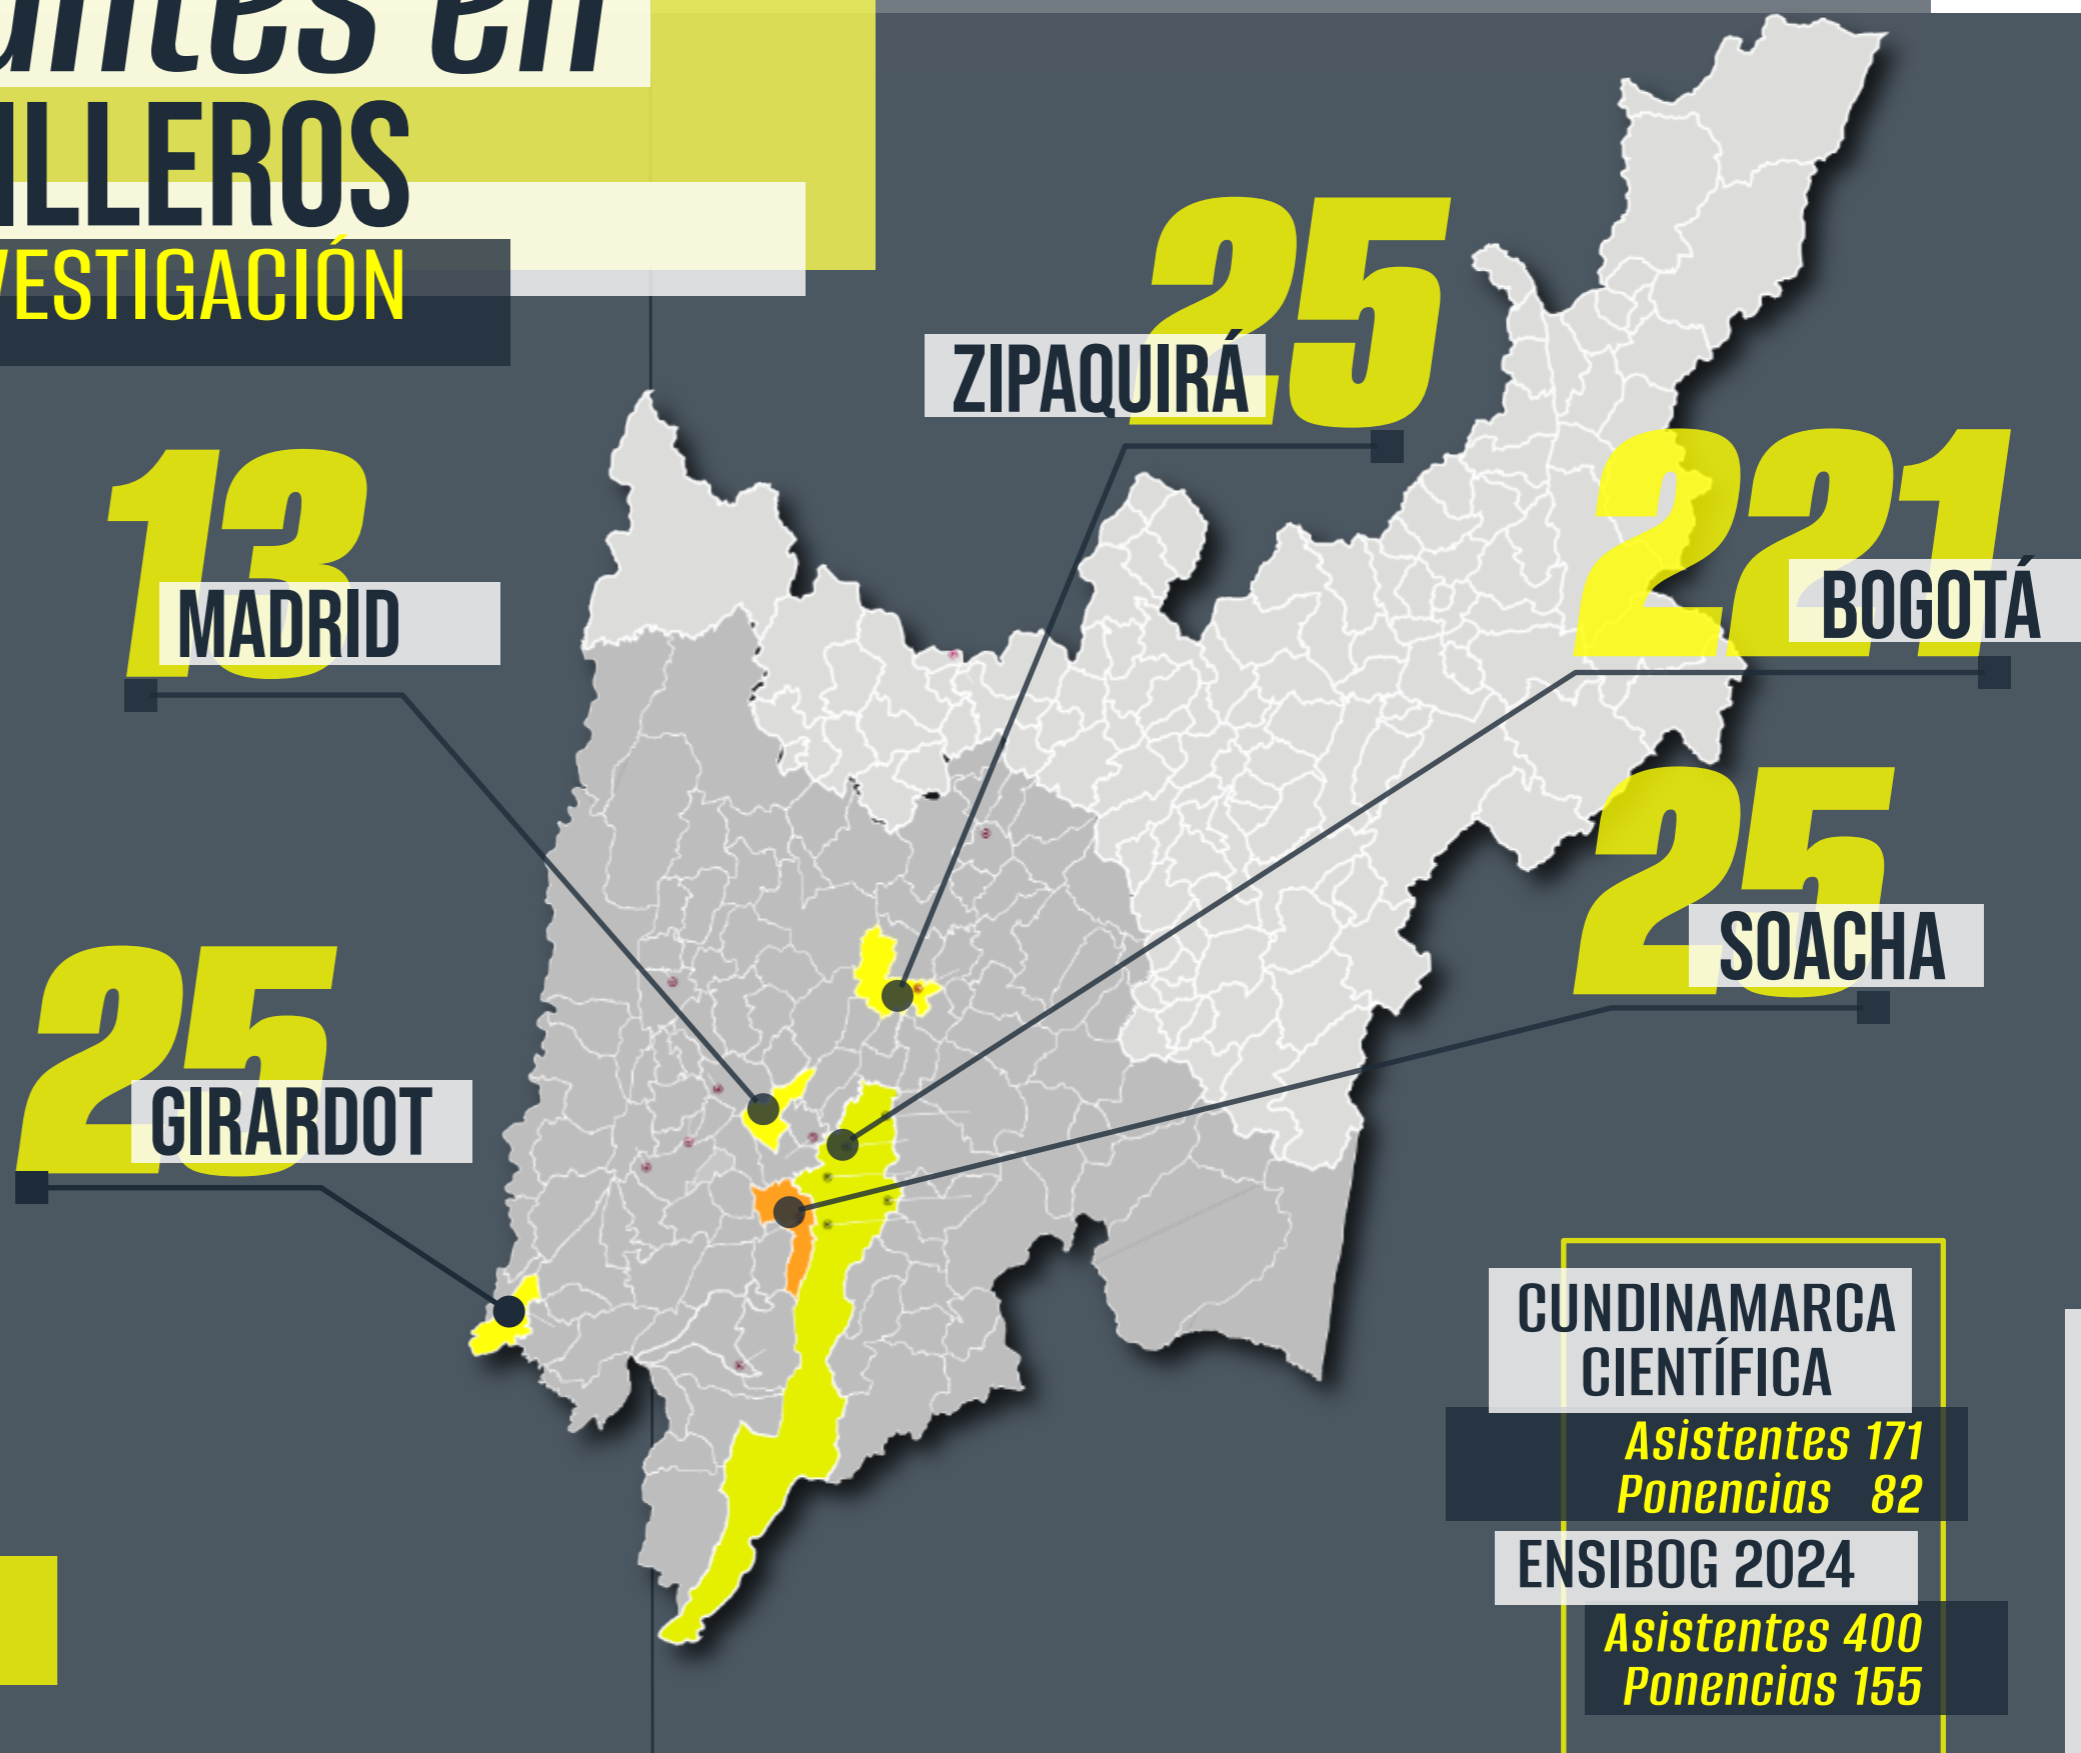 ILLEROS
VESTIGACIÓN
25
ZIPAQUIRÁ
221
BOGOTÁ
13
MADRID
25
SOACHA
25
GIRARDOT
CUNDINAMARCA
CIENTÍFICA
Asistentes 171
Ponencias 82
ENSIBOG 2024
Asistentes 400
Ponencias 155